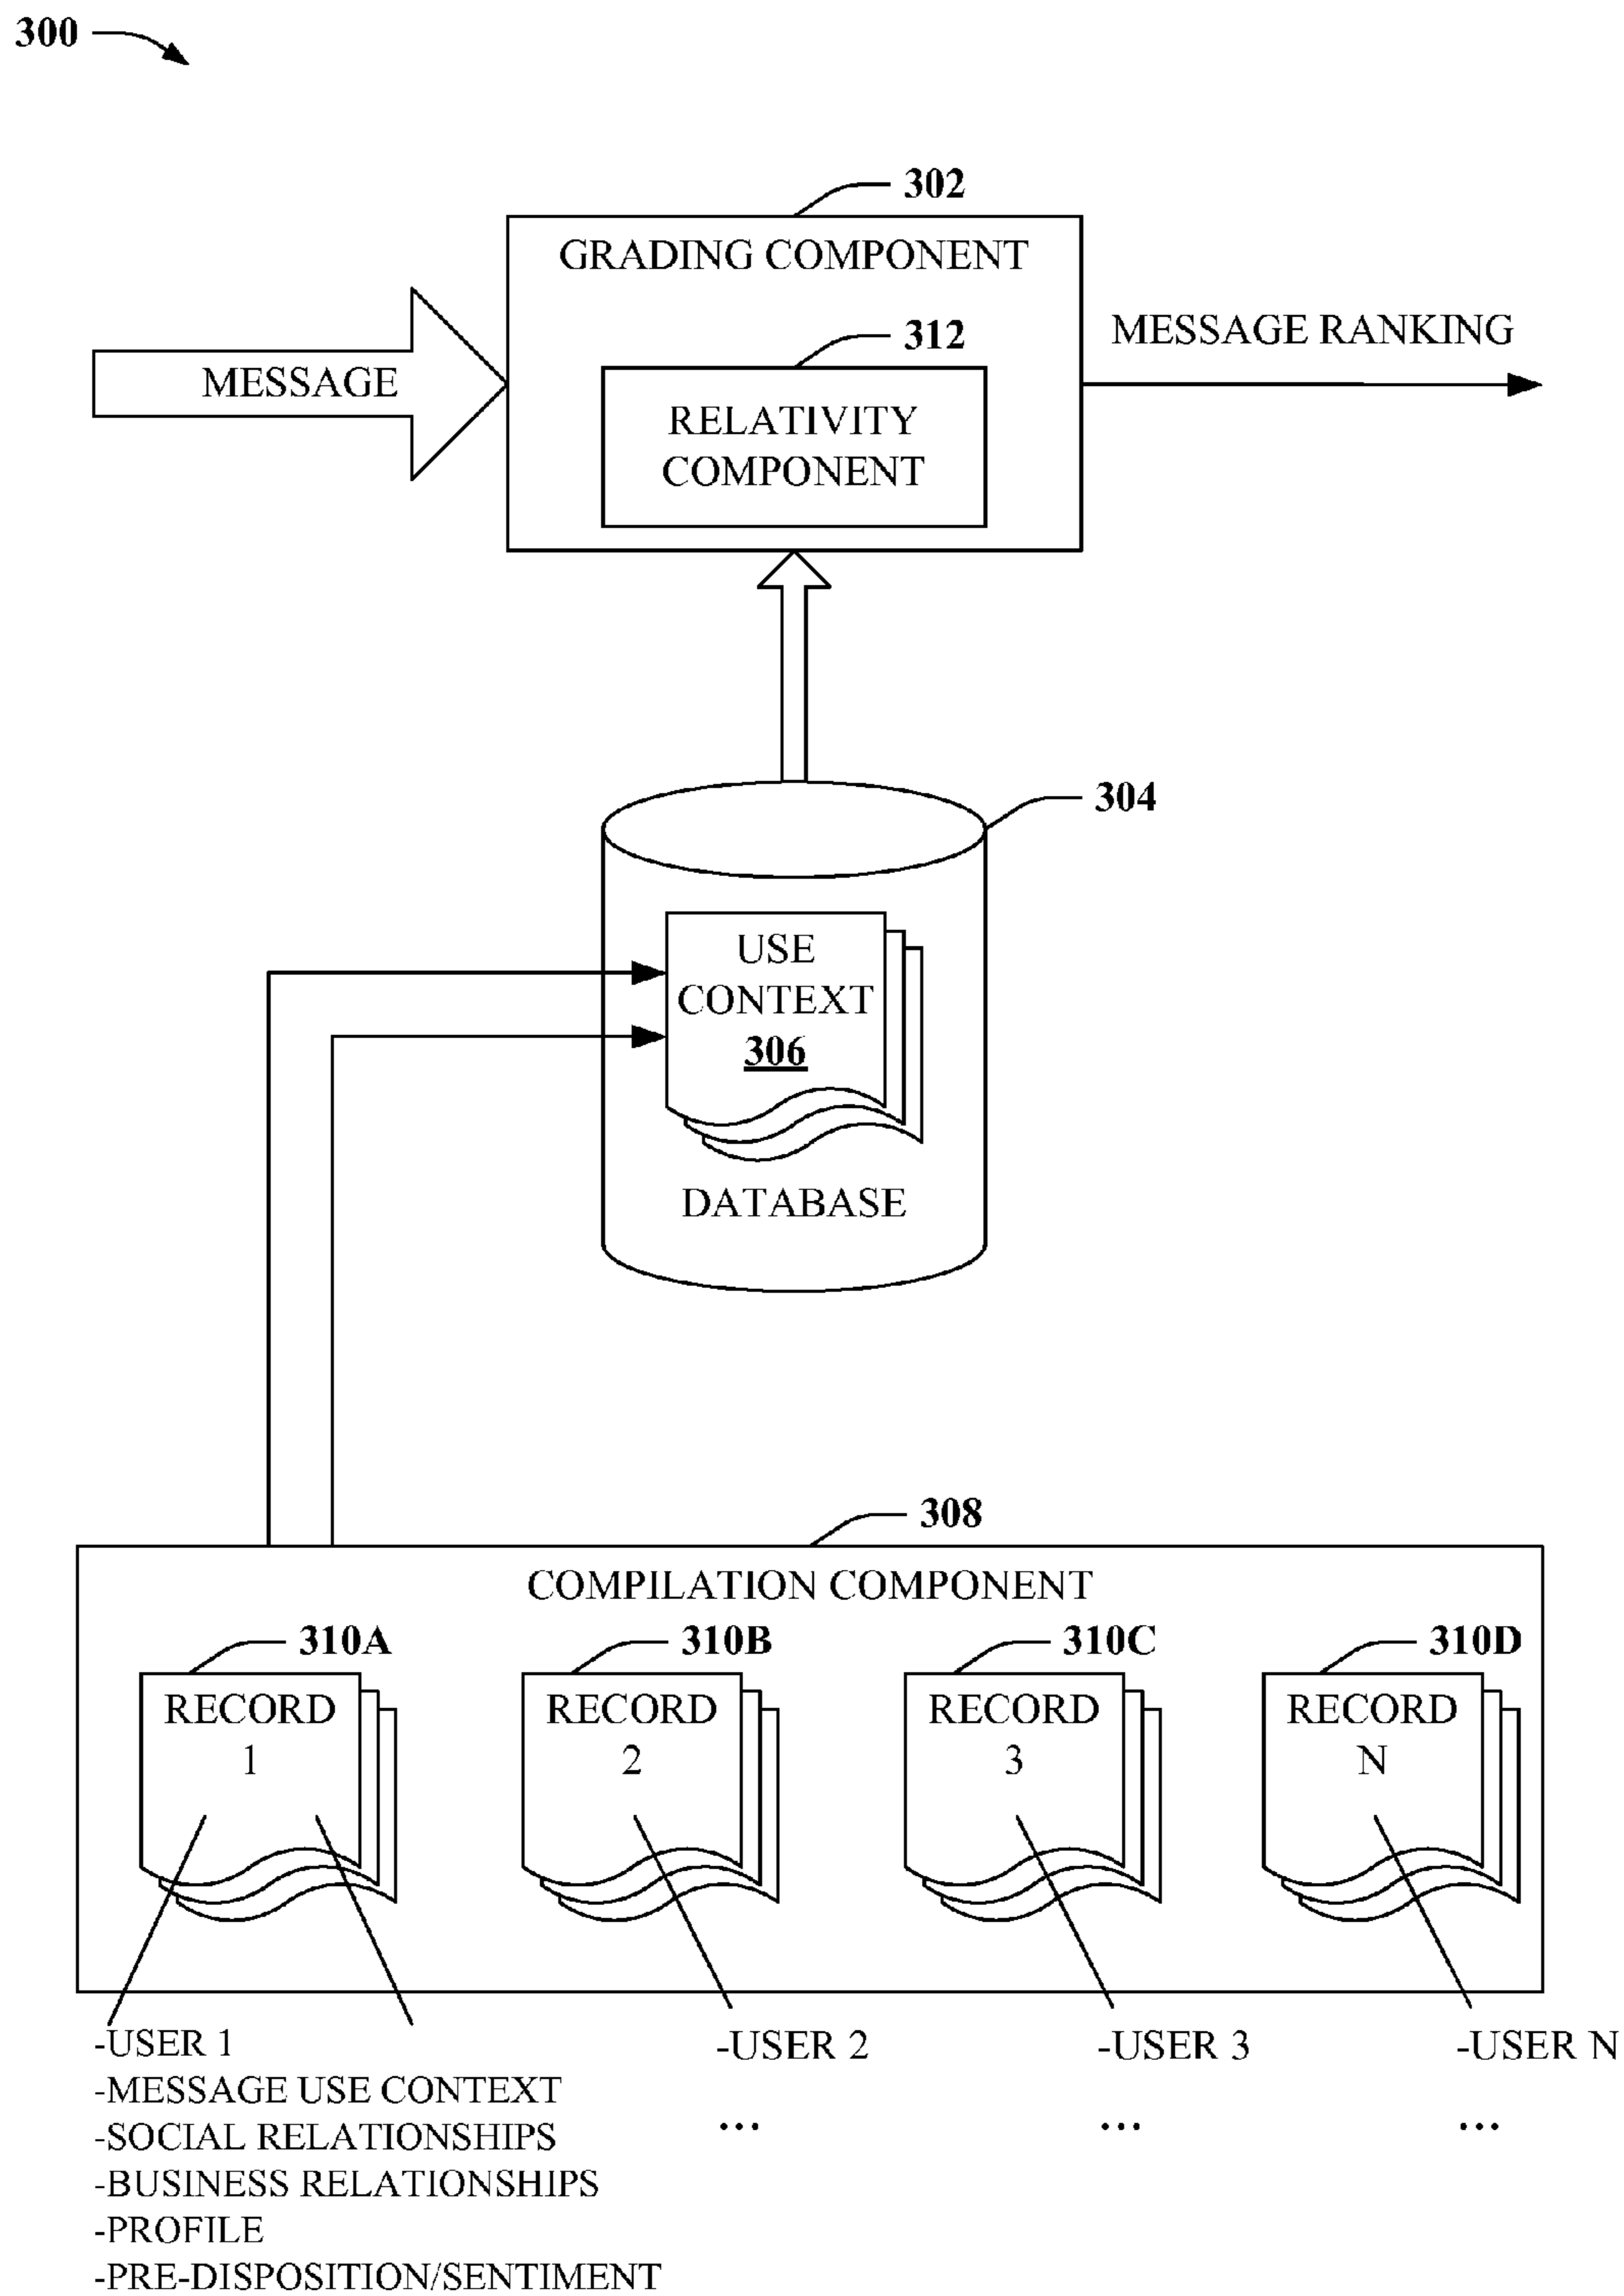 300
302
GRADING COMPONENT
312
RELATIVITY
COMPONENT
MESSAGE
MESSAGE RANKING
304
USE
CONTEXT
306
DATABASE
308
COMPILATION COMPONENT
310A
310B
310C
310D
RECORD
1
RECORD
2
RECORD
3
RECORD
N
-USER 1
-MESSAGE USE CONTEXT
-SOCIAL RELATIONSHIPS
-BUSINESS RELATIONSHIPS
-PROFILE
-PRE-DISPOSITION/SENTIMENT
-USER 2
...
-USER 3
...
-USER N
...